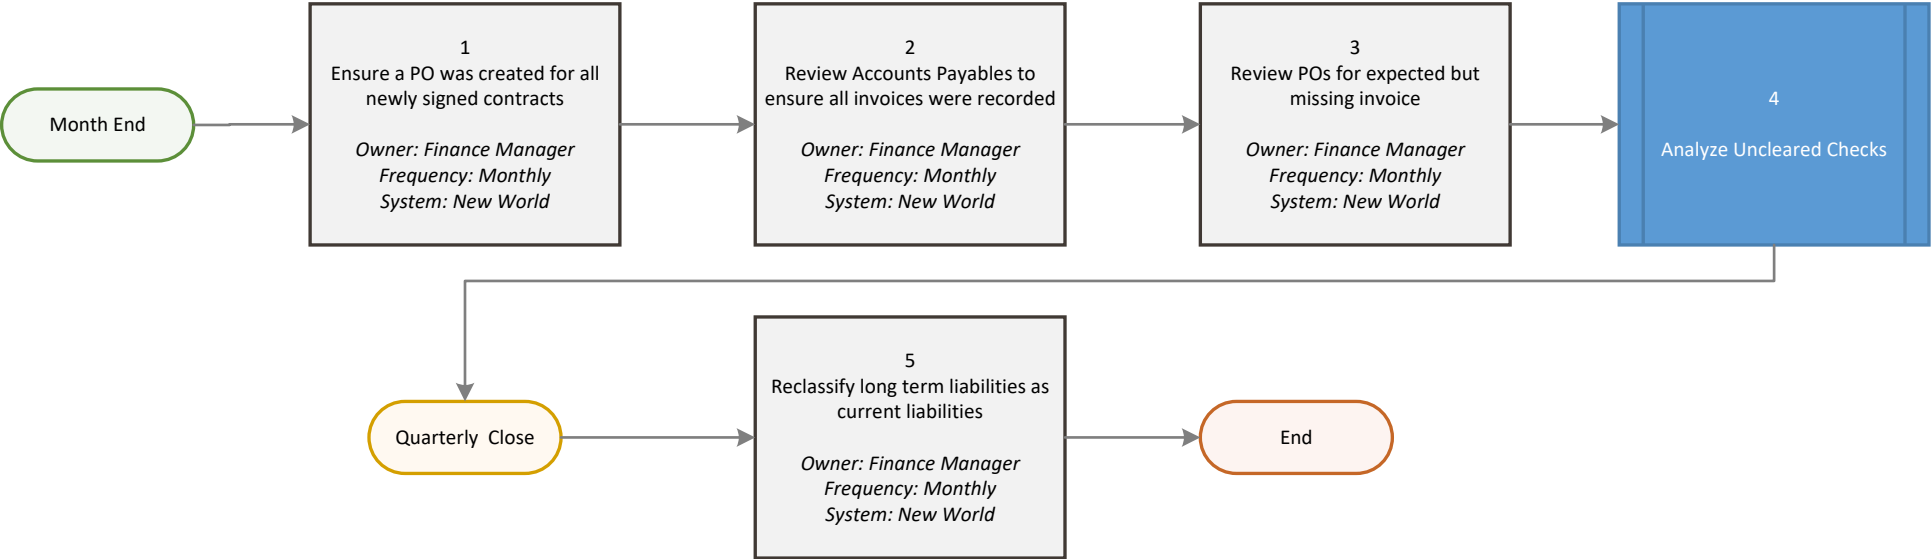 Month End
1
Ensure a PO was created for all
newly signed contracts
Owner: Finance Manager
Frequency: Monthly
System: New World
2
Review Accounts Payables to
ensure all invoices were recorded
Owner: Finance Manager
Frequency: Monthly
System: New World
3
Review POs for expected but
missing invoice
Owner: Finance Manager
Frequency: Monthly
System: New World
4
Analyze Uncleared Checks
Quarterly Close
5
Reclassify long term liabilities as
current liabilities
Owner: Finance Manager
Frequency: Monthly
System: New World
End